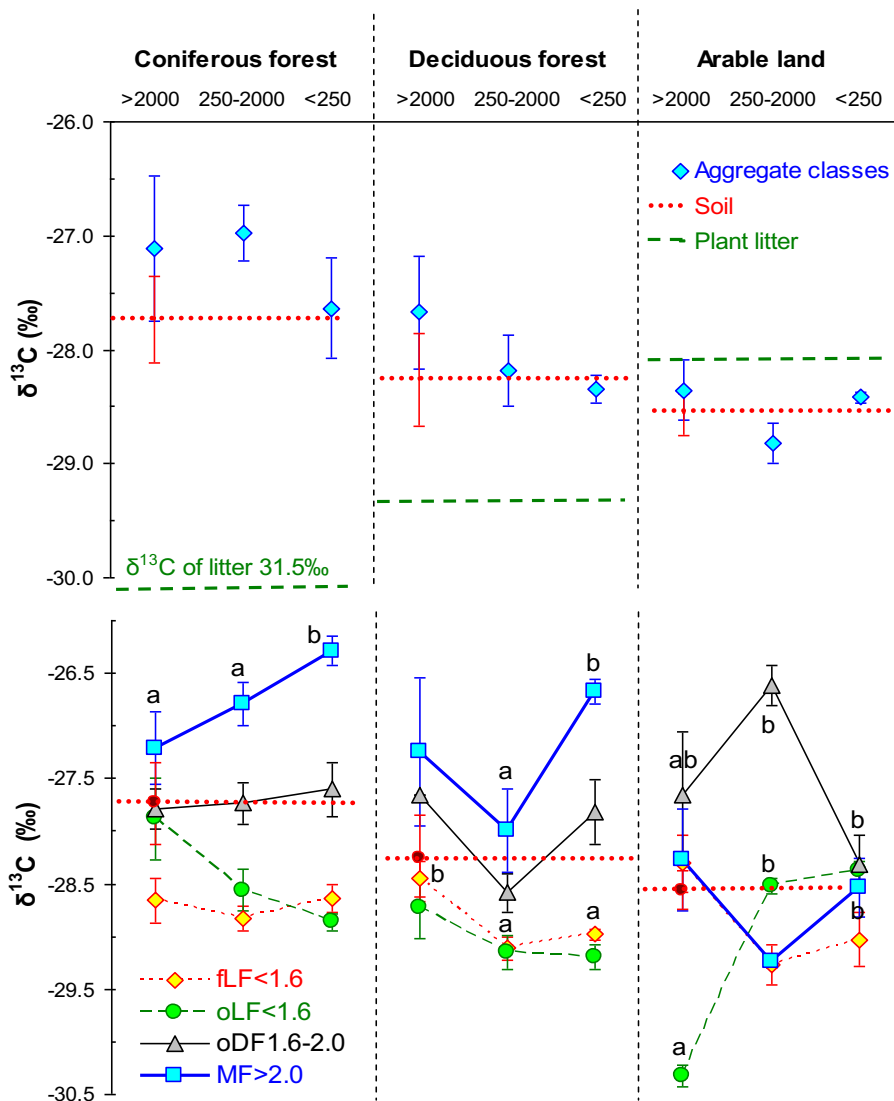 Coniferous forest Deciduous forest Arable land
>2000 250-2000 <250 >2000 250-2000 <250 >2000 250-2000 <250
-26.0
Aggregate classes
Soil
-27.0
Plant litter
δ¹³C (‰)
-28.0
-29.0
δ¹³C of litter 31.5‰
-30.0
b
-26.5
a
b
a
b
ab
-27.5
a
b
δ¹³C (‰)
b
-28.5
b
a
a
b
-29.5
fLF<1.6
oLF<1.6
a
oDF1.6-2.0
MF>2.0
-30.5